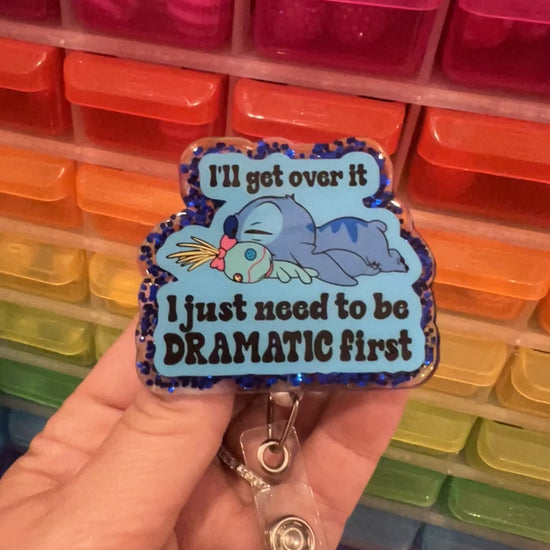 I'll get over it
I just need to be
DRAMATIC first